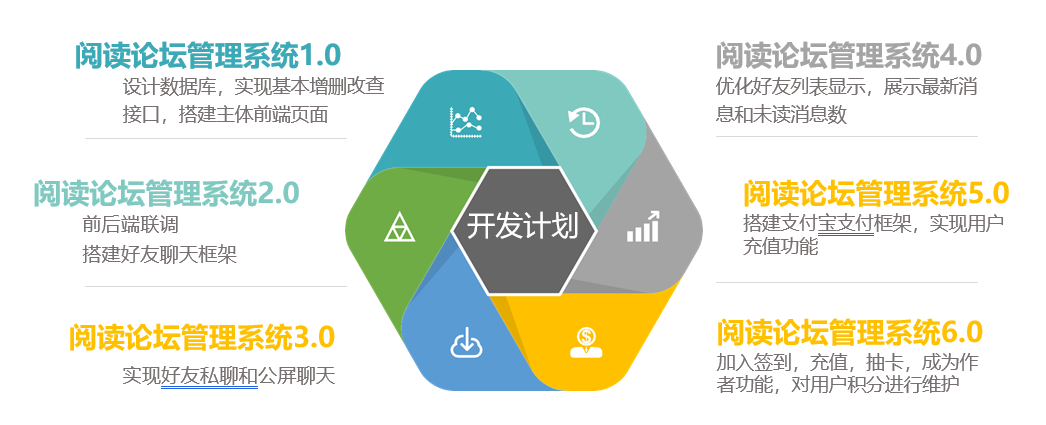 阅读论坛管理系统1.0
设计数据库，实现基本增删改查
接口，搭建主体前端页面
阅读论坛管理系统2.0
前后端联调
搭建好友聊天框架
阅读论坛管理系统3.0
实现好友私聊和公屏聊天
开发计划
阅读论坛管理系统4.0
优化好友列表显示，展示最新消
息和未读消息数
阅读论坛管理系统5.0
搭建支付宝支付框架，实现用户
充值功能
阅读论坛管理系统6.0
加入签到，充值，抽卡，成为作
者功能，对用户积分进行维护